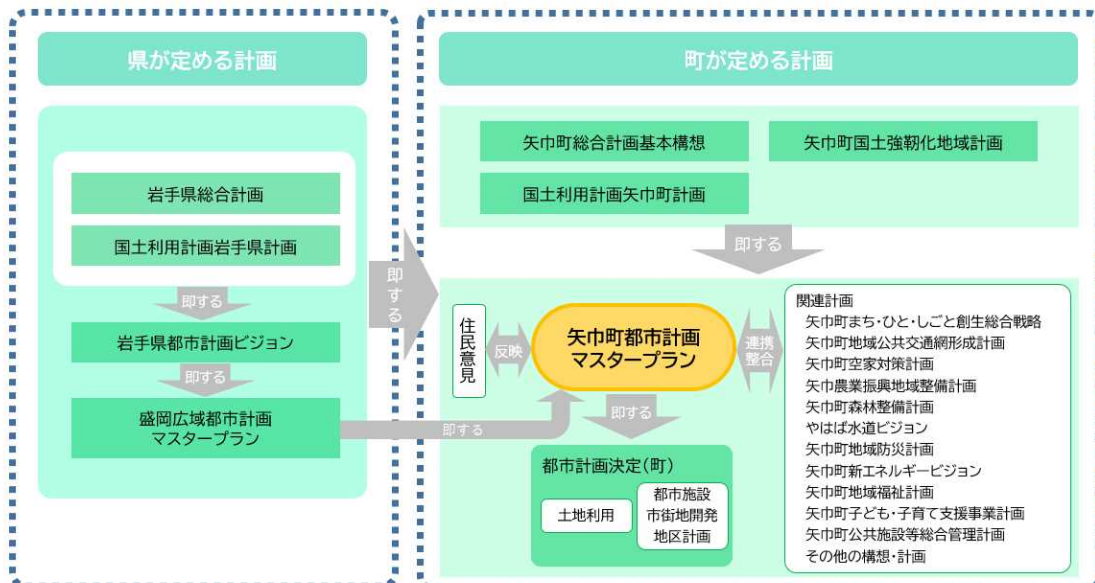 県が定める計画
岩手県総合計画
国土利用計画岩手県計画
即する
岩手県都市計画ビジョン
即する
盛岡広域都市計画
マスタープラン
即する
即する
町が定める計画
矢巾町総合計画基本構想
矢巾町国土強靭化地域計画
国土利用計画矢巾町計画
即する
住民意見
反映
矢巾町都市計画
マスタープラン
連携
整合
即する
都市計画決定(町)
土地利用
都市施設
市街地開発
地区計画
関連計画
矢巾町まち・ひと・しごと創生総合戦略
矢巾町地域公共交通網形成計画
矢巾町空家対策計画
矢巾農業振興地域整備計画
矢巾町森林整備計画
やはば水道ビジョン
矢巾町地域防災計画
矢巾町新エネルギービジョン
矢巾町地域福祉計画
矢巾町子ども・子育て支援事業計画
矢巾町公共施設等総合管理計画
その他の構想・計画